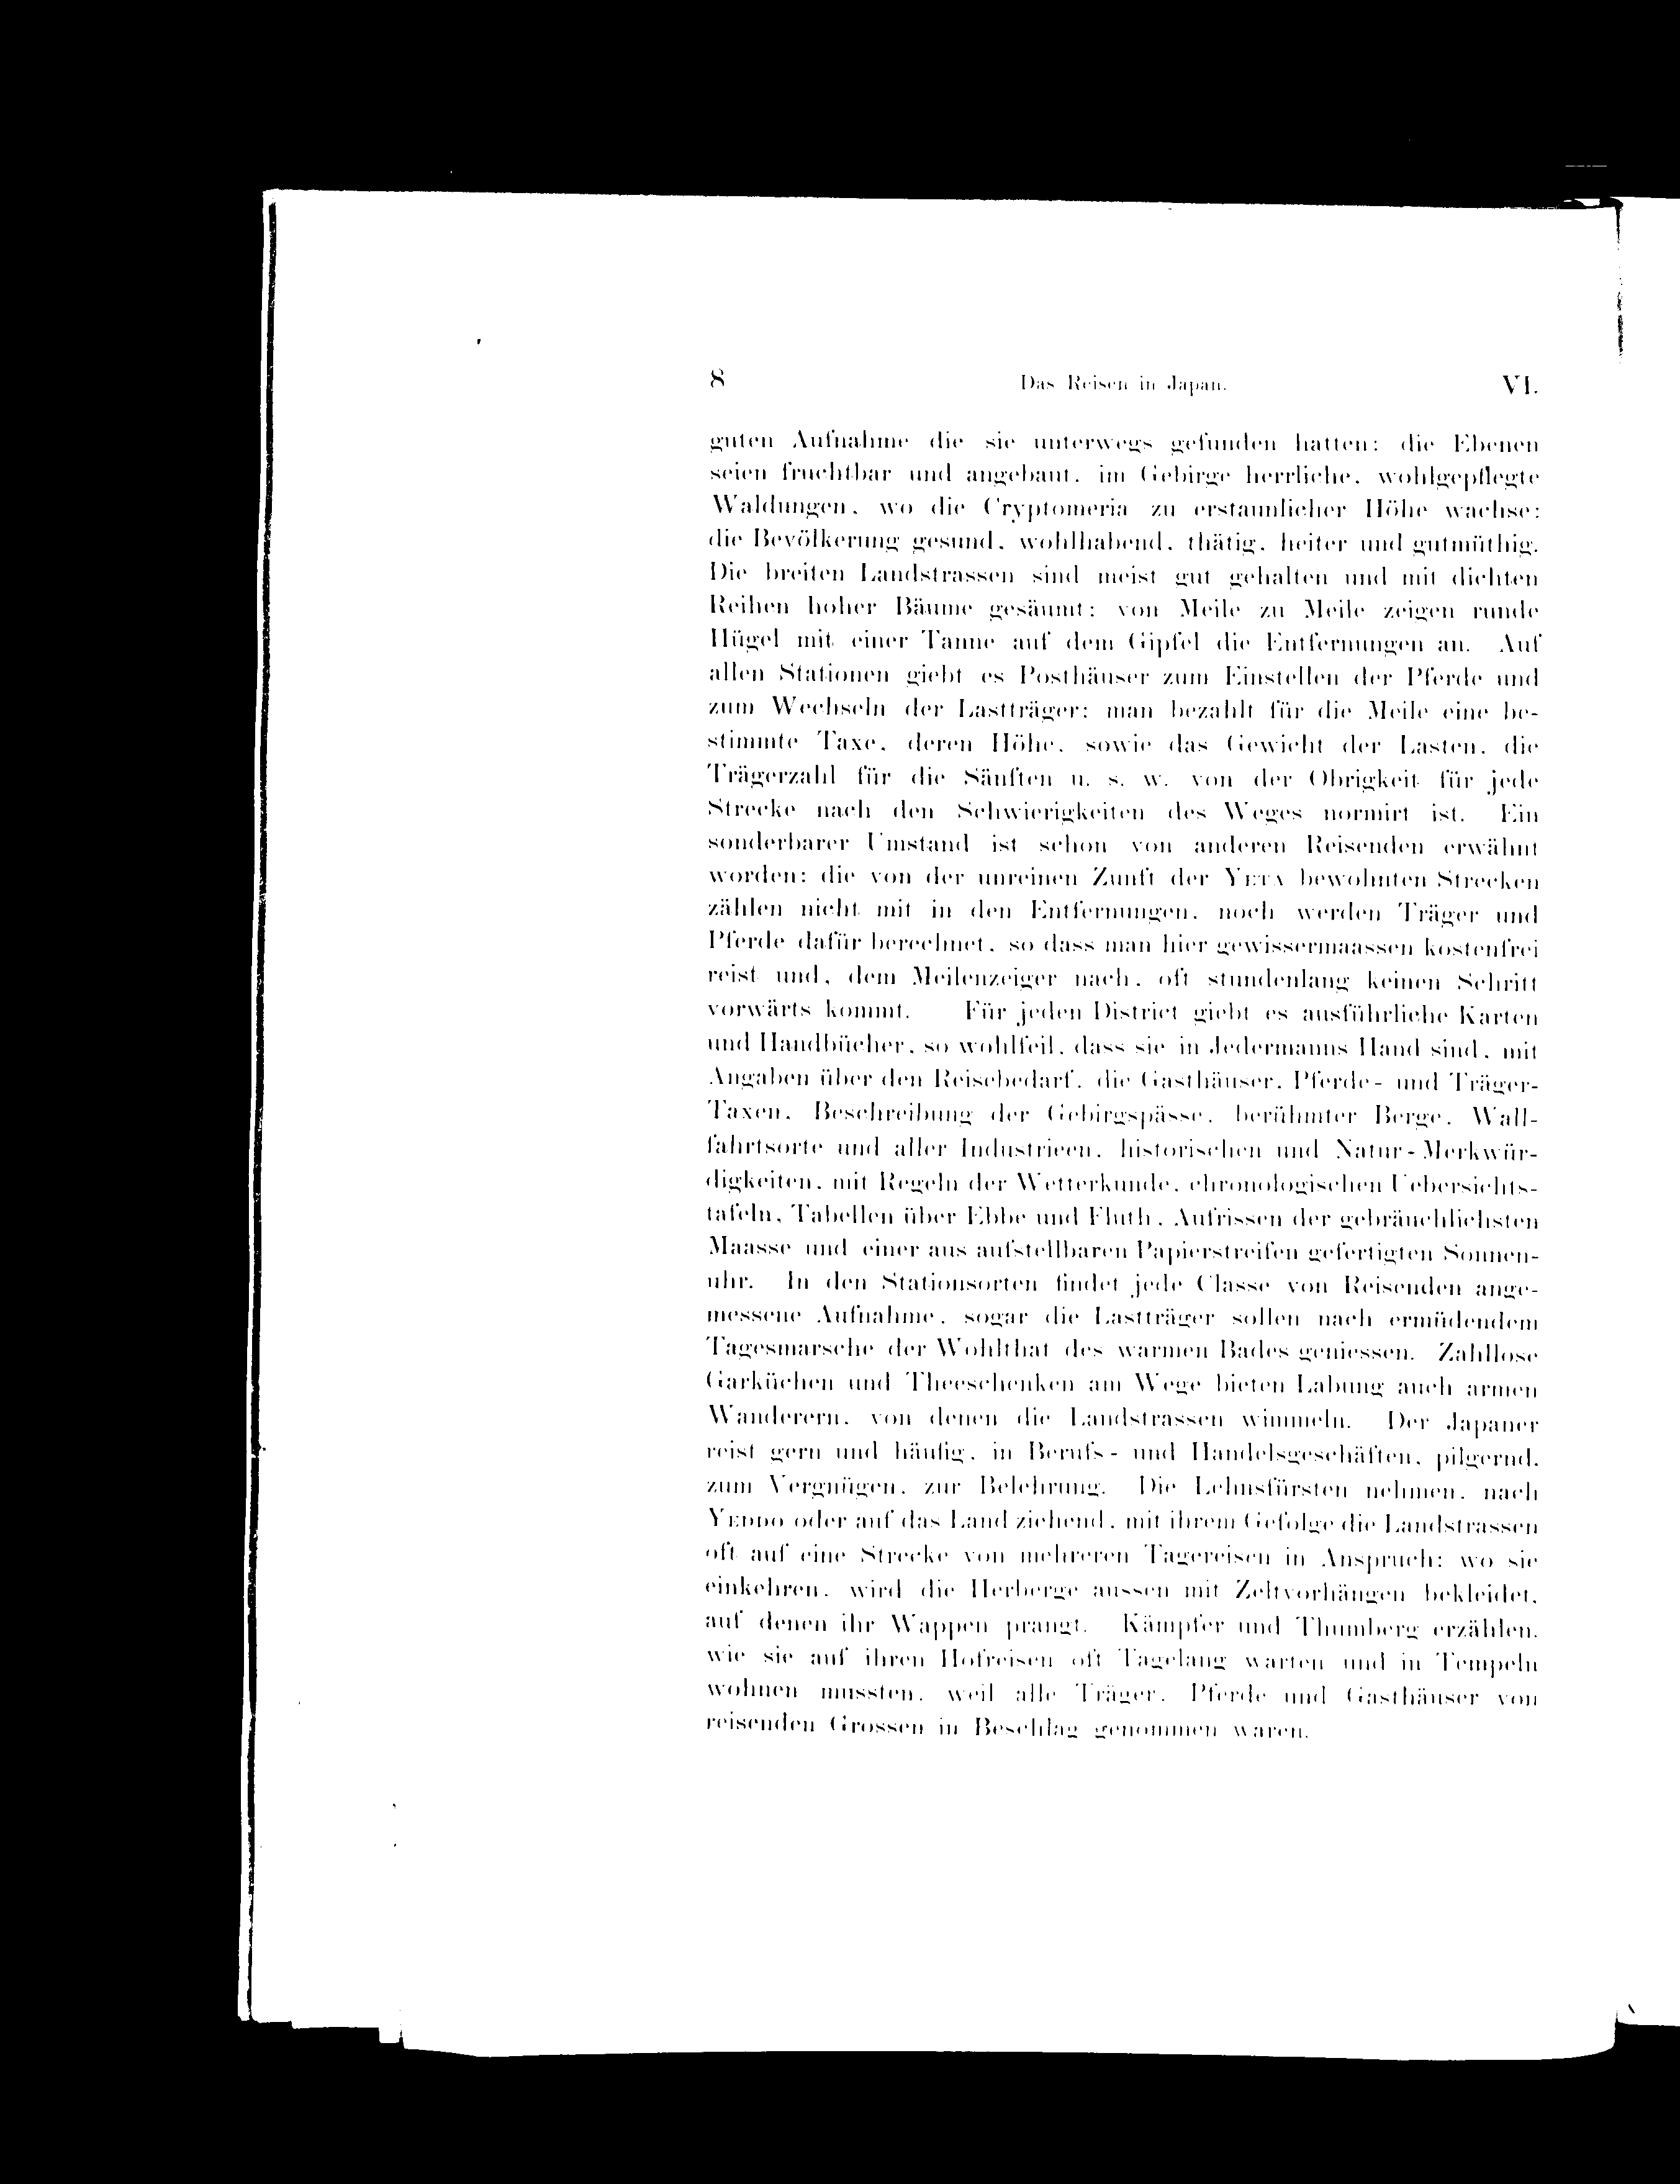 8 Das Reisen in Japan. VI.
guten Aufnahme die sie unterwegs gefunden hatten: die Ebenen
seien fruchtbar und angebaut, im Gebirge herrliche, wohlgepflegte
Waldungen, wo die Cryptomeria zu erstaunlicher Höhe wachse;
die Bevölkerung gesund, wohlhabend, thätig, heiter und gutmüthig.
Die breiten Landstrassen sind meist gut gehalten und mit dichten
Reihen hoher Bäume gesäumt; von Meile zu Meile zeigen runde
Hügel mit einer Tanne auf dem Gipfel die Entfernungen an. Auf
allen Stationen giebt es Posthäuser zum Einstellen der Pferde und
zum Wechseln der Lastträger; man bezahlt für die Meile eine be-
stimmte Taxe, deren Höhe, sowie das Gewicht der Lasten, die
Trägerzahl für die Sänften u. s. w. von der Obrigkeit für jede
Strecke nach den Schwierigkeiten des Weges normirt ist. Ein
sonderbarer Umstand ist schon von anderen Reisenden erwähnt
worden: die von der unreinen Zunft der YETA bewohnten Strecken
zählen nicht mit in den Entfernungen, noch werden Träger und
Pferde dafür berechnet, so dass man hier gewissermaassen kostenfrei
reist und, dem Meilenzeiger nach, oft stundenlang keinen Schritt
vorwärts kommt. Für jeden District giebt es ausführliche Karten
und Handbücher, so wohlfeil, dass sie in Jedermanns Hand sind, mit
Angaben über den Reisebedarf, die Gasthäuser, Pferde- und Träger-
Taxen, Beschreibung der Gebirgspässe, berühmter Berge, Wall-
fahrtsorte und aller Industrieen, historischen und Natur-Merkwür-
digkeiten, mit Regeln der Wetterkunde, chronologischen Uebersichts-
tafeln, Tabellen über Ebbe und Fluth, Aufrissen der gebräuchlichsten
Maasse und einer aus aufstellbaren Papierstreifen gefertigten Sonnen-
uhr. In den Stationsorten findet jede Classe von Reisenden ange-
messene Aufnahme, sogar die Lastträger sollen nach ermüdendem
Tagesmarsche der Wohlthat des warmen Bades geniessen. Zahllose
Garküchen und Theeschenken am Wege bieten Labung auch armen
Wanderern, von denen die Landstrassen wimmeln. Der Japaner
reist gern und häufig, in Berufs- und Handelsgeschäften, pilgernd,
zum Vergnügen, zur Belehrung. Die Lehnsfürsten nehmen, nach
YEDDO oder auf das Land ziehend, mit ihrem Gefolge die Landstrassen
oft auf eine Strecke von mehreren Tagereisen in Anspruch; wo sie
einkehren, wird die Herberge aussen mit Zeltvorhängen bekleidet,
auf denen ihr Wappen prangt. Kämpfer und Thumberg erzählen,
wie sie auf ihren Hofreisen oft Tagelang warten und in Tempeln
wohnen mussten, weil alle Träger, Pferde und Gasthäuser von
reisenden Grossen in Beschlag genommen waren.